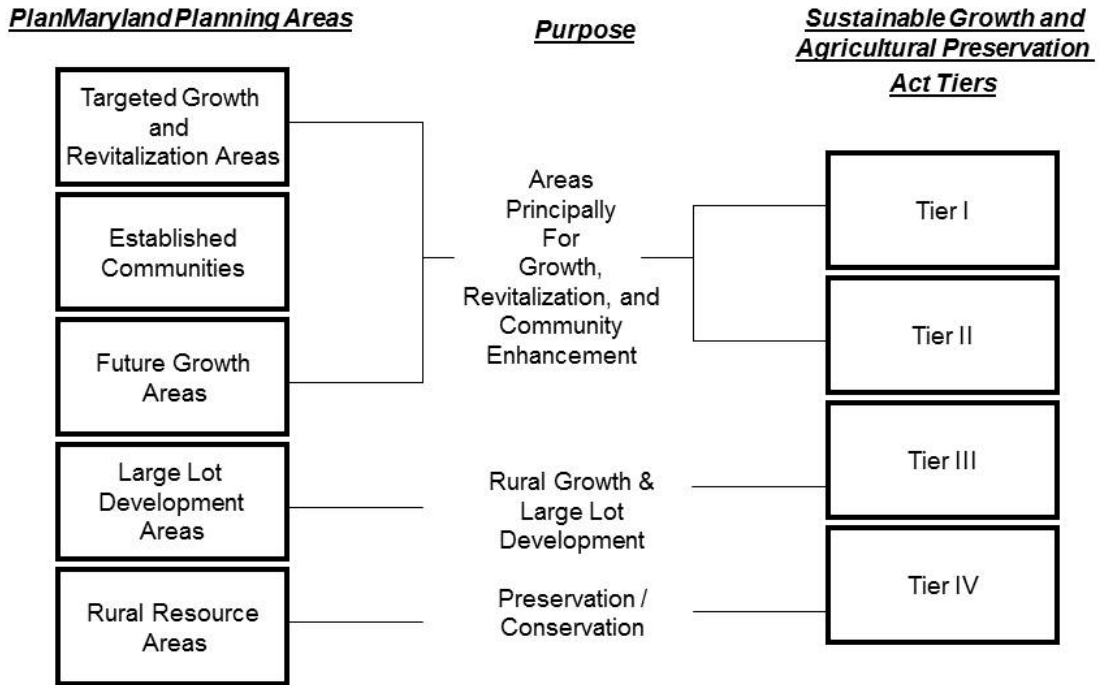 PlanMaryland Planning Areas
Purpose
Sustainable Growth and
Agricultural Preservation
Act Tiers
Targeted Growth
and
Revitalization Areas
Established
Communities
Future Growth
Areas
Large Lot
Development
Areas
Rural Resource
Areas
Areas
Principally
For
Growth,
Revitalization, and
Community
Enhancement
Rural Growth &
Large Lot
Development
Preservation /
Conservation
Tier I
Tier II
Tier III
Tier IV